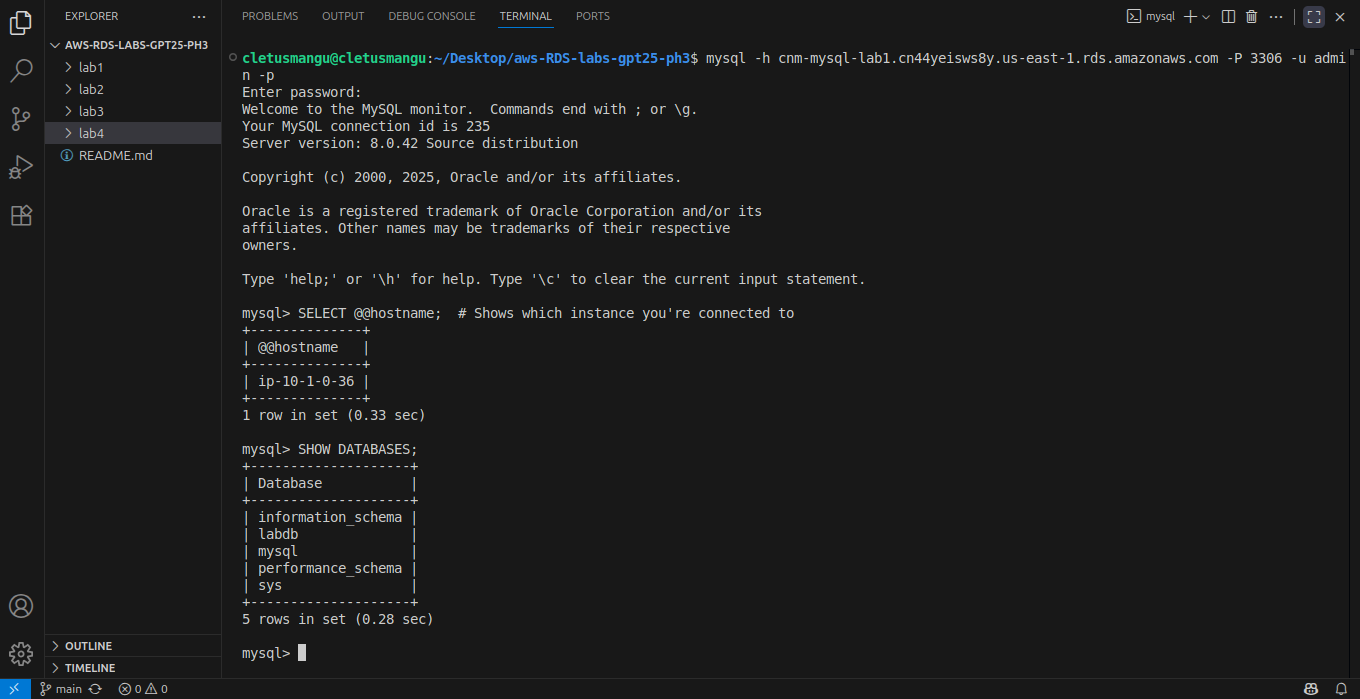 EXPLORER
PROBLEMS OUTPUT DEBUG CONSOLE TERMINAL PORTS
mysql
AWS-RDS-LABS-GPT25-PH3
lab1
lab2
lab3
lab4
README.md
cletusmangu@cletusmangu:~/Desktop/aws-RDS-labs-gpt25-ph3$ mysql -h cnm-mysql-lab1.cn44yeisws8y.us-east-1.rds.amazonaws.com -P 3306 -u admi
n -p
Enter password:
Welcome to the MySQL monitor.  Commands end with ; or \g.
Your MySQL connection id is 235
Server version: 8.0.42 Source distribution
Copyright (c) 2000, 2025, Oracle and/or its affiliates.
Oracle is a registered trademark of Oracle Corporation and/or its
affiliates. Other names may be trademarks of their respective
owners.
Type 'help;' or '\h' for help. Type '\c' to clear the current input statement.
mysql> SELECT @@hostname;  # Shows which instance you're connected to
+--------------+
| @@hostname   |
+--------------+
| ip-10-1-0-36 |
+--------------+
1 row in set (0.33 sec)
mysql> SHOW DATABASES;
+--------------------+
| Database           |
+--------------------+
| information_schema |
| labdb              |
| mysql              |
| performance_schema |
| sys                |
+--------------------+
5 rows in set (0.28 sec)
mysql>
OUTLINE
TIMELINE
main 0 0